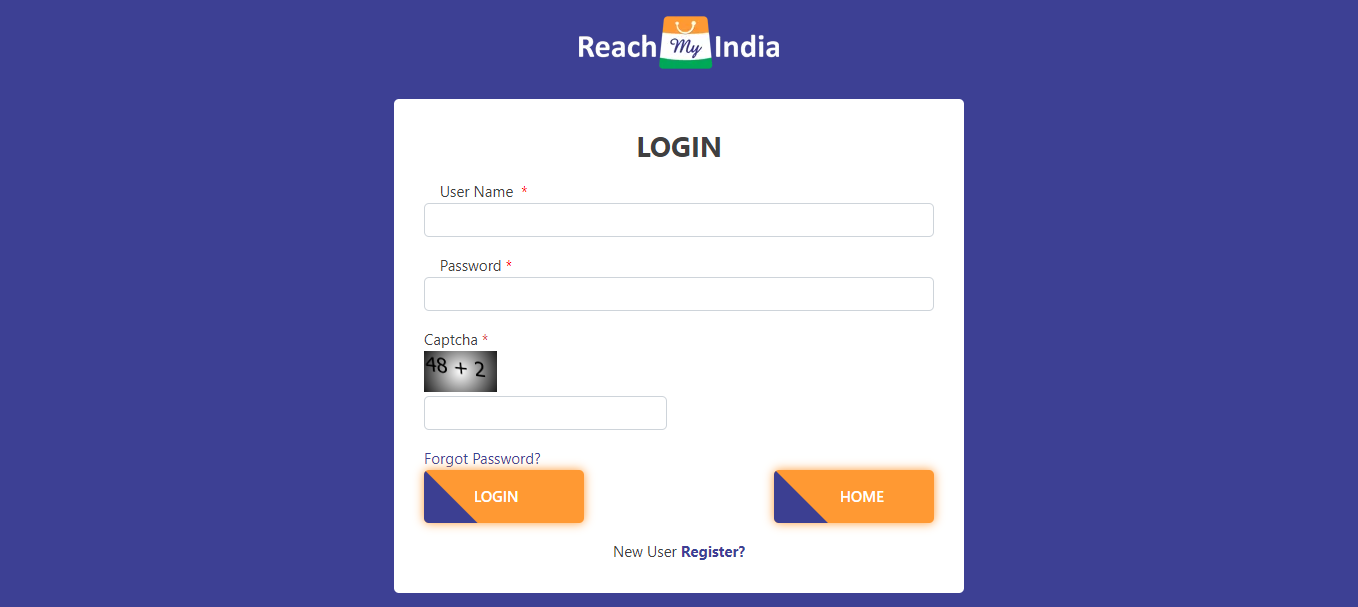 Reach My India
LOGIN
User Name *
Password *
Captcha *
48 + 2
Forgot Password?
LOGIN HOME
New User Register?